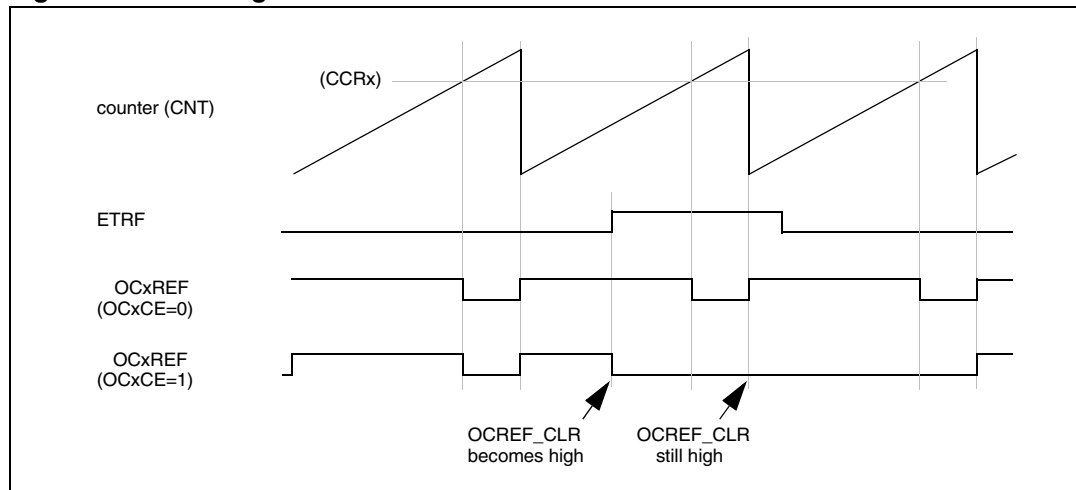 (CCRx)
counter (CNT)
ETRF
OCxREF
(OCxCE=0)
OCxREF
(OCxCE=1)
OCREF_CLR
becomes high
OCREF_CLR
still high